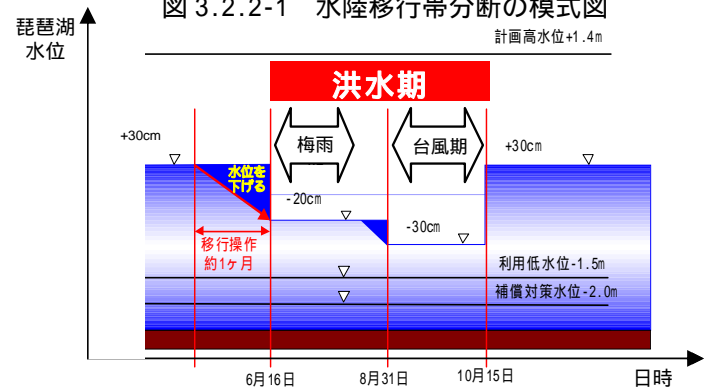 図 3.2.2-1 水陸移行帯分断の模式図
琵琶湖
水位
計画高水位+1.4m
洪水期
梅雨
台風期
+30cm
+30cm
水位を
下げる
-20cm
-30cm
移行操作
約1ヶ月
利用低水位-1.5m
補償対策水位-2.0m
6月16日
8月31日
10月15日
日時